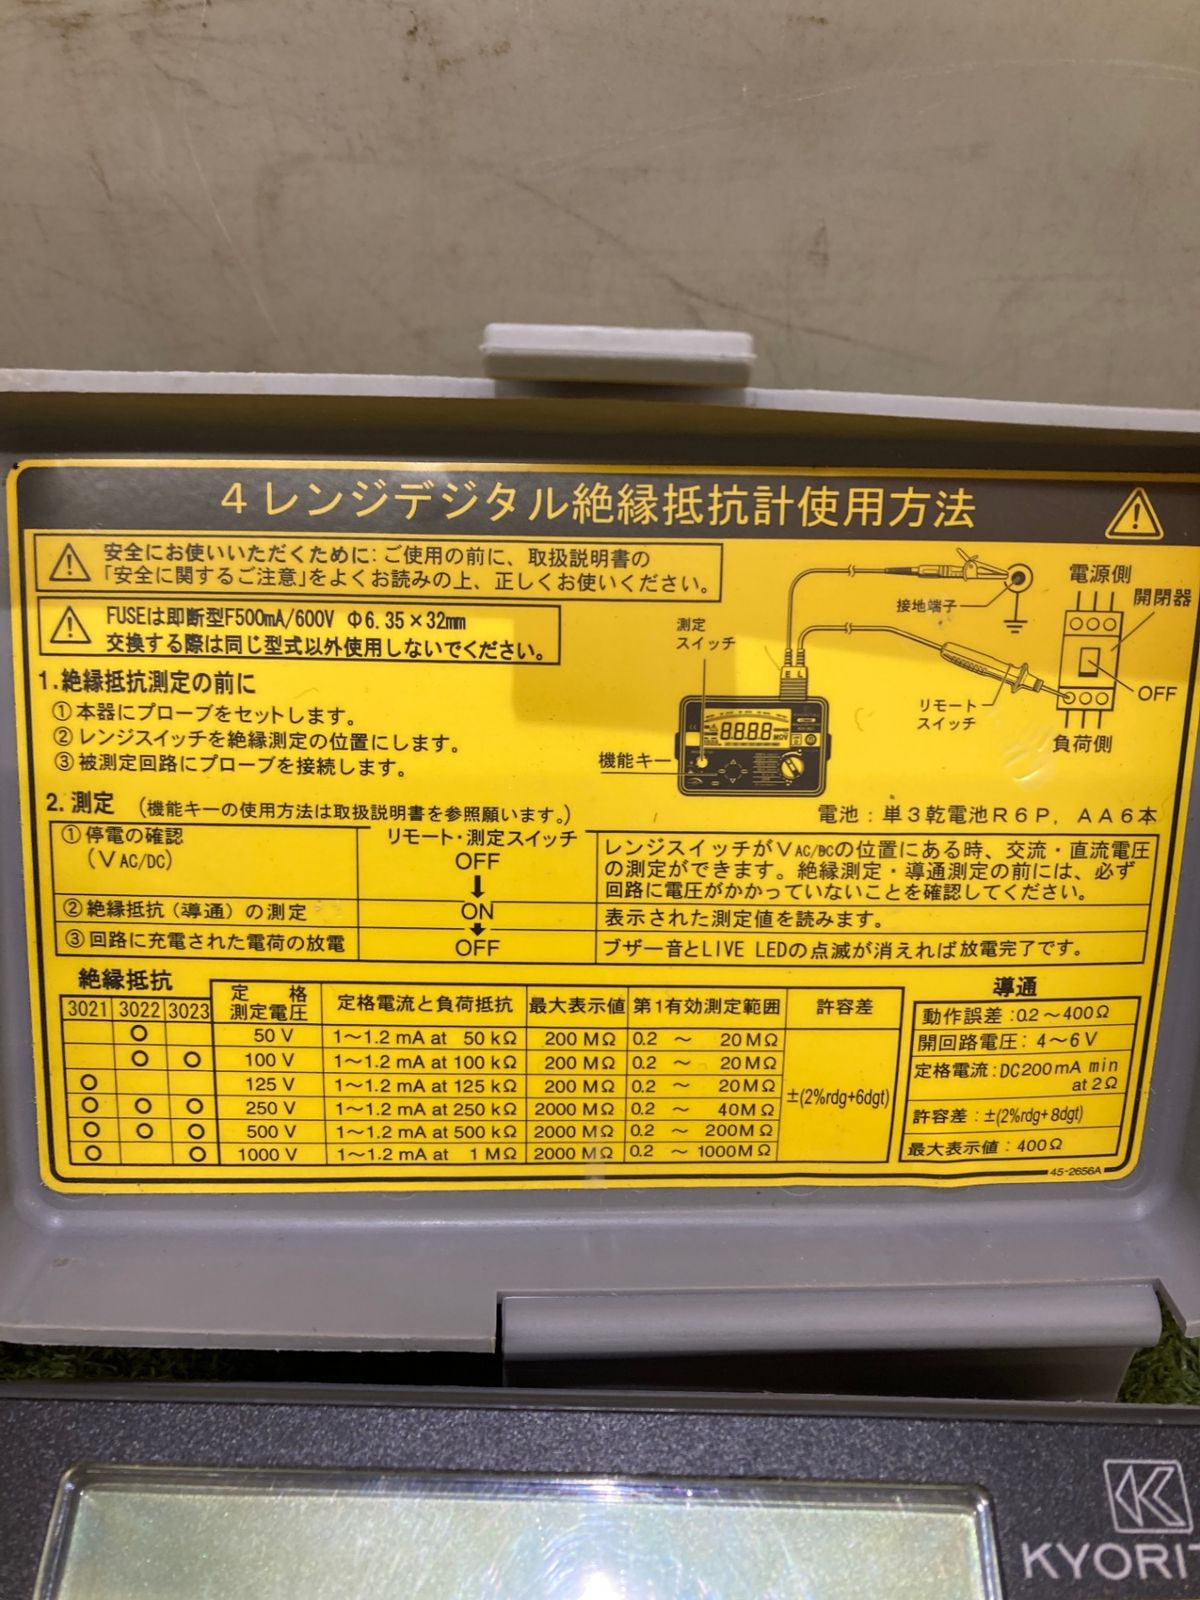 4レンジデジタル絶縁抵抗計使用方法
安全にお使いいただくために:ご使用の前に、取扱説明書の
「安全に関するご注意」をよくお読みの上、正しくお使いください。
FUSEは即断型F500mA/600V Φ6.35×32mm
交換する際は同じ型式以外使用しないでください。
1.絶縁抵抗測定の前に
①本器にプローブをセットします。
②レンジスイッチを絶縁測定の位置にします。
③被測定回路にプローブを接続します。
測定
スイッチ
機能キー
E L
8.8.8.8
接地端子
リモート
スイッチ
電源側
開閉器
OFF
負荷側
電池:単3乾電池R6P, AA6本
2.測定 (機能キーの使用方法は取扱説明書を参照願います。)
①停電の確認
(V AC/DC)
リモート・測定スイッチ
OFF
レンジスイッチがV AC/DCの位置にある時、交流・直流電圧
の測定ができます。絶縁測定・導通測定の前には、必ず
回路に電圧がかかっていないことを確認してください。
②絶縁抵抗(導通)の測定 ON 表示された測定値を読みます。
③回路に充電された電荷の放電 OFF ブザー音とLIVE LEDの点滅が消えれば放電完了です。
絶縁抵抗
3021 3022 3023 定格測定電圧 定格電流と負荷抵抗 最大表示値 第1有効測定範囲 許容差
○ 50 V 1～1.2 mA at 50 kΩ 200 MΩ 0.2 ～ 20MΩ
○ ○ 100 V 1～1.2 mA at 100 kΩ 200 MΩ 0.2 ～ 20MΩ
○ 125 V 1～1.2 mA at 125 kΩ 200 MΩ 0.2 ～ 20MΩ
±(2%rdg+6dgt)
○ ○ ○ 250 V 1～1.2 mA at 250 kΩ 2000 MΩ 0.2 ～ 40MΩ
○ ○ ○ 500 V 1～1.2 mA at 500 kΩ 2000 MΩ 0.2 ～ 200MΩ
○ ○ 1000 V 1～1.2 mA at 1 MΩ 2000 MΩ 0.2 ～ 1000MΩ
導通
動作誤差:0.2～400Ω
開回路電圧:4～6V
定格電流:DC200mA min
at 2Ω
許容差:±(2%rdg+8dgt)
最大表示値:400Ω
45-2656A
KYORIT